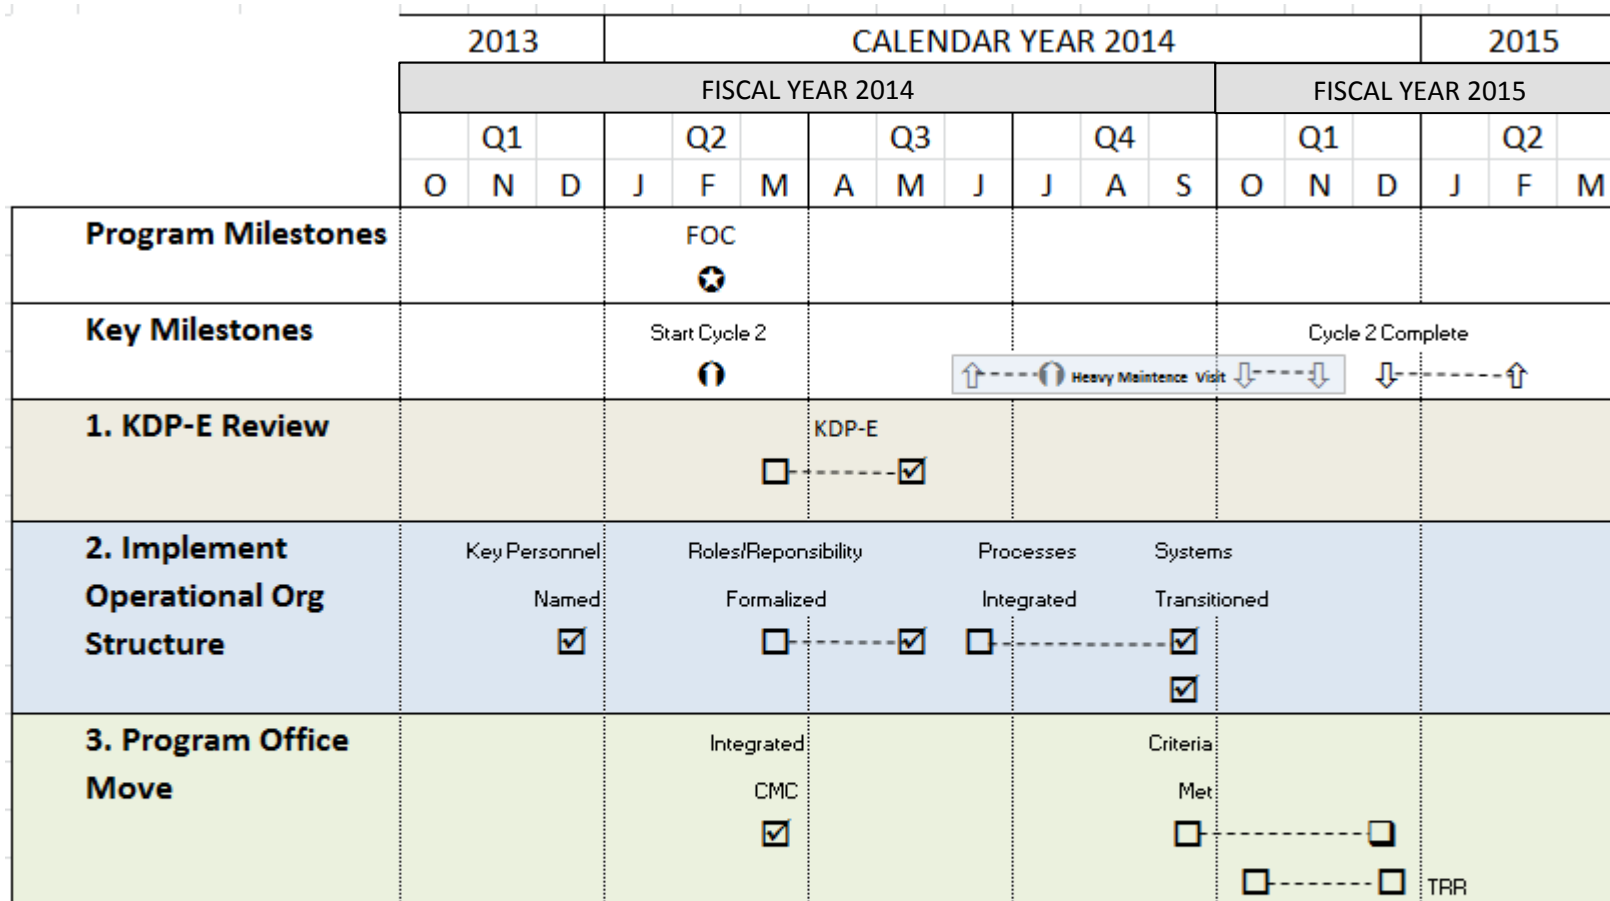 2013 CALENDAR YEAR 2014 2015
FISCAL YEAR 2014 FISCAL YEAR 2015
Q1 Q2 Q3 Q4 Q1 Q2
O N D J F M A M J J A S O N D J F M
Program Milestones FOC
Key Milestones Start Cycle 2 Cycle 2 Complete
Heavy Maintence Visit
1. KDP-E Review KDP-E
2. Implement Key Personnel Roles/Reponsibility Processes Systems
Operational Org Named Formalized Integrated Transitioned
Structure
3. Program Office Integrated Criteria
Move CMC Met
TRR